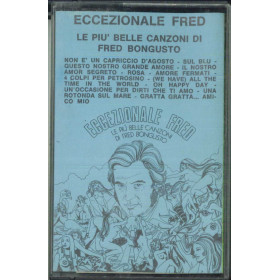 ECCEZIONALE FRED
LE PIU' BELLE CANZONI DI
FRED BONGUSTO
NON E' UN CAPRICCIO D'AGOSTO - SUL BLU -
QUESTO NOSTRO GRANDE AMORE - IL NOSTRO
AMOR SEGRETO - ROSA - AMORE FERMATI -
4 COLPI PER PETROSINO - (WE HAVE) ALL THE
TIME IN THE WORLD - OH HAPPY DAY -
UN'OCCASIONE PER DIRTI CHE TI AMO - UNA
ROTONDA SUL MARE - GRATTA GRATTA... AMI-
CO MIO
ECCEZIONALE FRED
LE PIU' BELLE CANZONI
DI FRED BONGUSTO